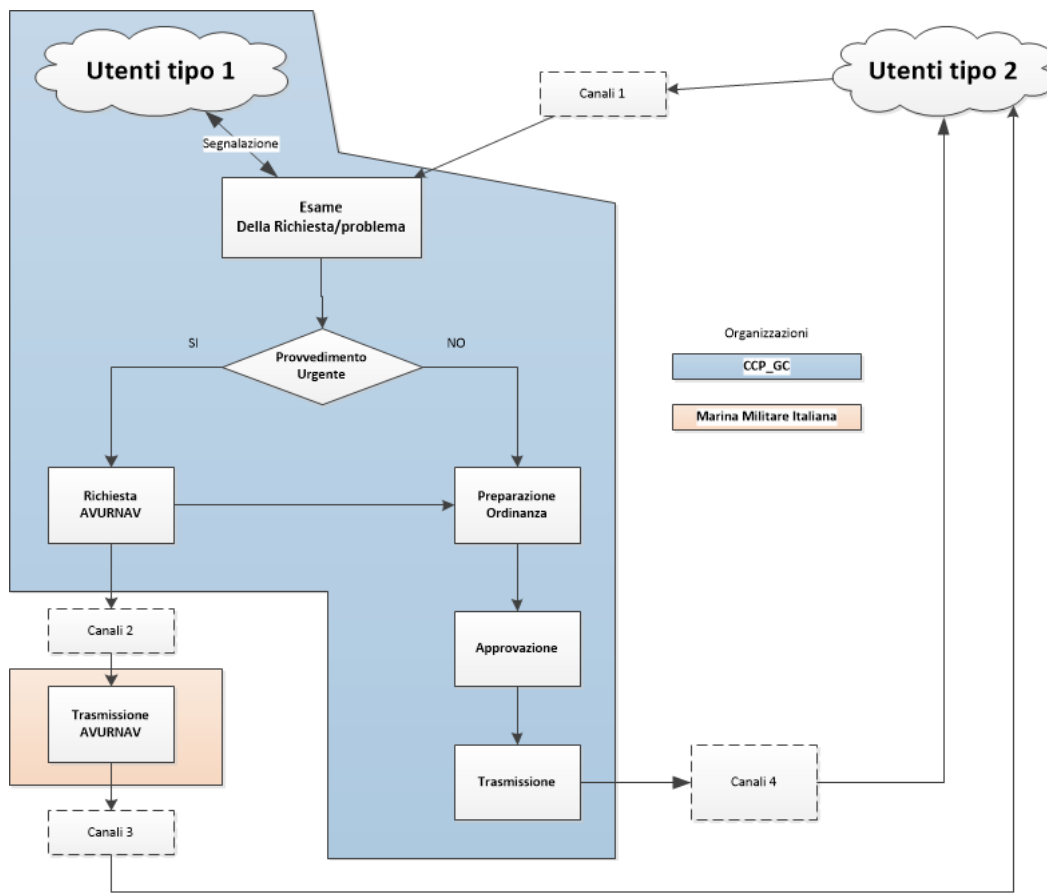 Utenti tipo 1
Utenti tipo 2
Canali 1
Segnalazione
Esame
Della Richiesta/problema
SI
NO
Provvedimento
Urgente
Organizzazioni
CCP_GC
Marina Militare Italiana
Richiesta
AVURNAV
Preparazione
Ordinanza
Canali 2
Approvazione
Trasmissione
AVURNAV
Trasmissione
Canali 4
Canali 3